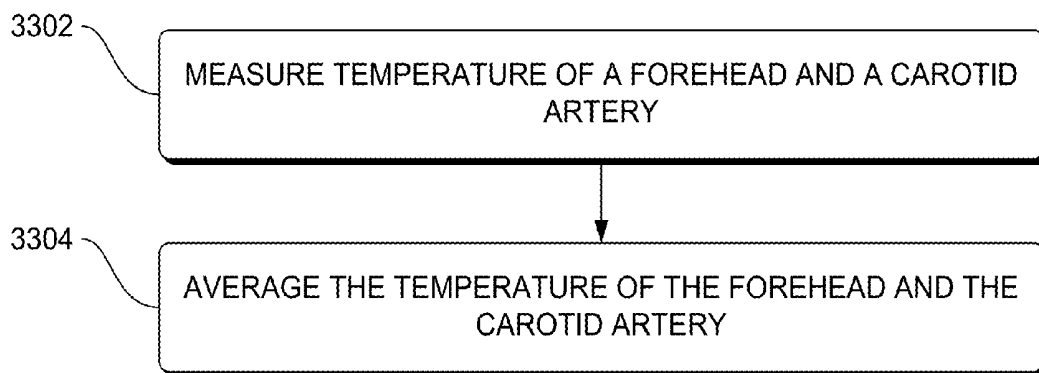 3302
MEASURE TEMPERATURE OF A FOREHEAD AND A CAROTID
ARTERY
3304
AVERAGE THE TEMPERATURE OF THE FOREHEAD AND THE
CAROTID ARTERY